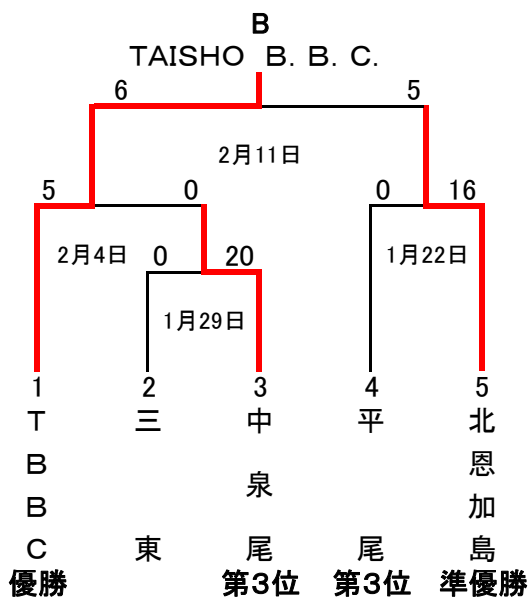 B
TAISHO B. B. C.
6 5
2月11日
5 0 0 16
2月4日 0 20 1月22日
1月29日
1 2 3 4 5
TBBC 三東 中泉尾 平尾 北恩加島
優勝 第3位 第3位 準優勝